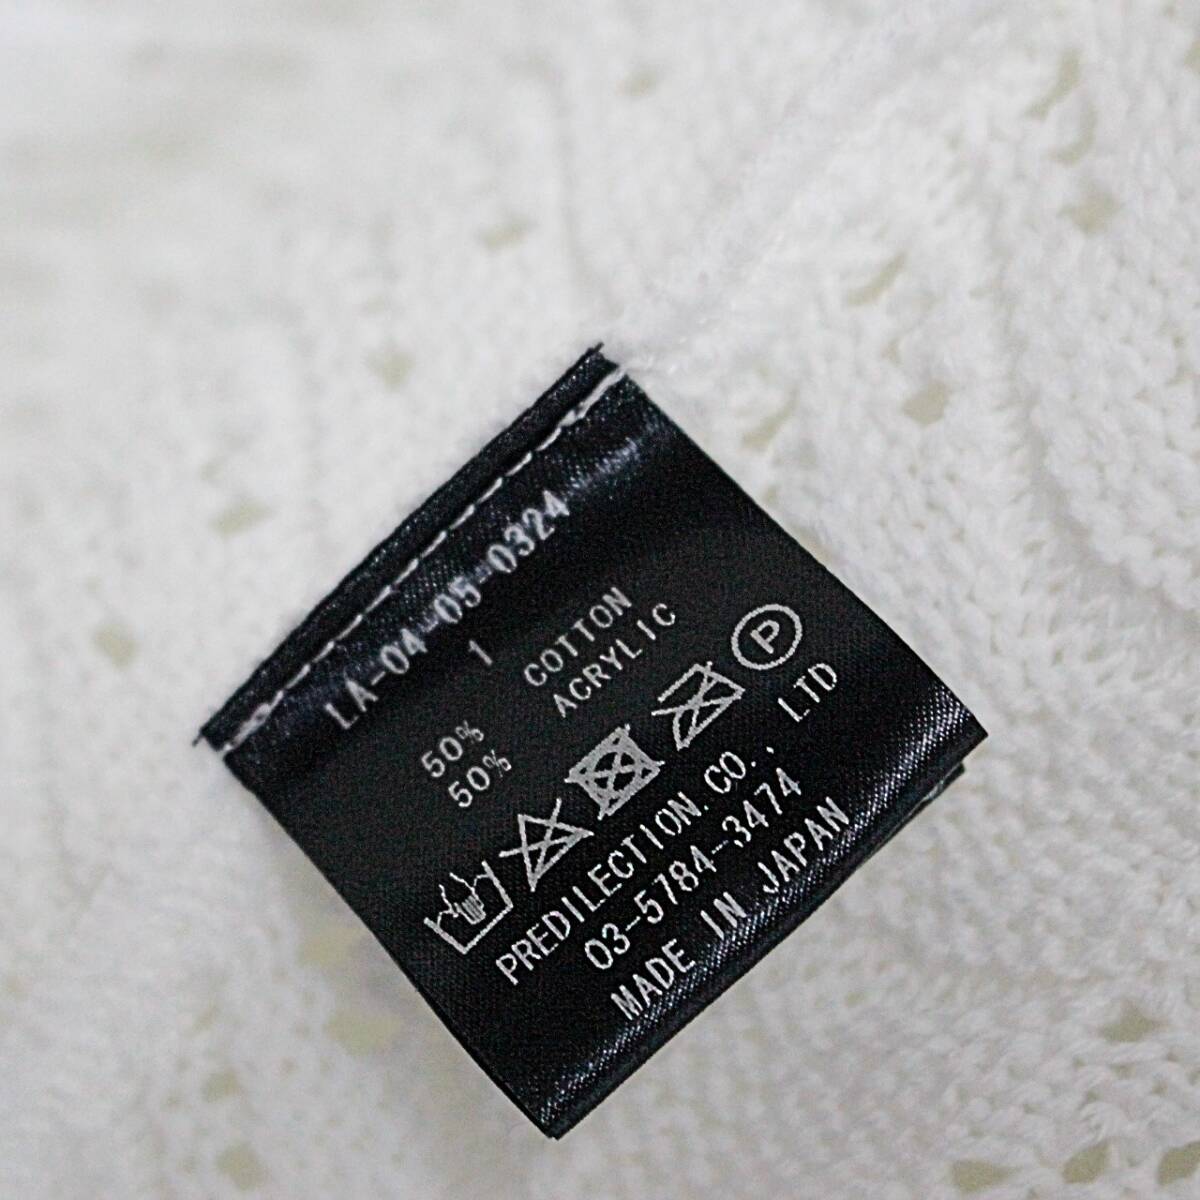 LA-04-05-0324
1
50% COTTON
50% ACRYLIC
P
PREDILECTION.CO., LTD
03-5784-3474
MADE IN JAPAN